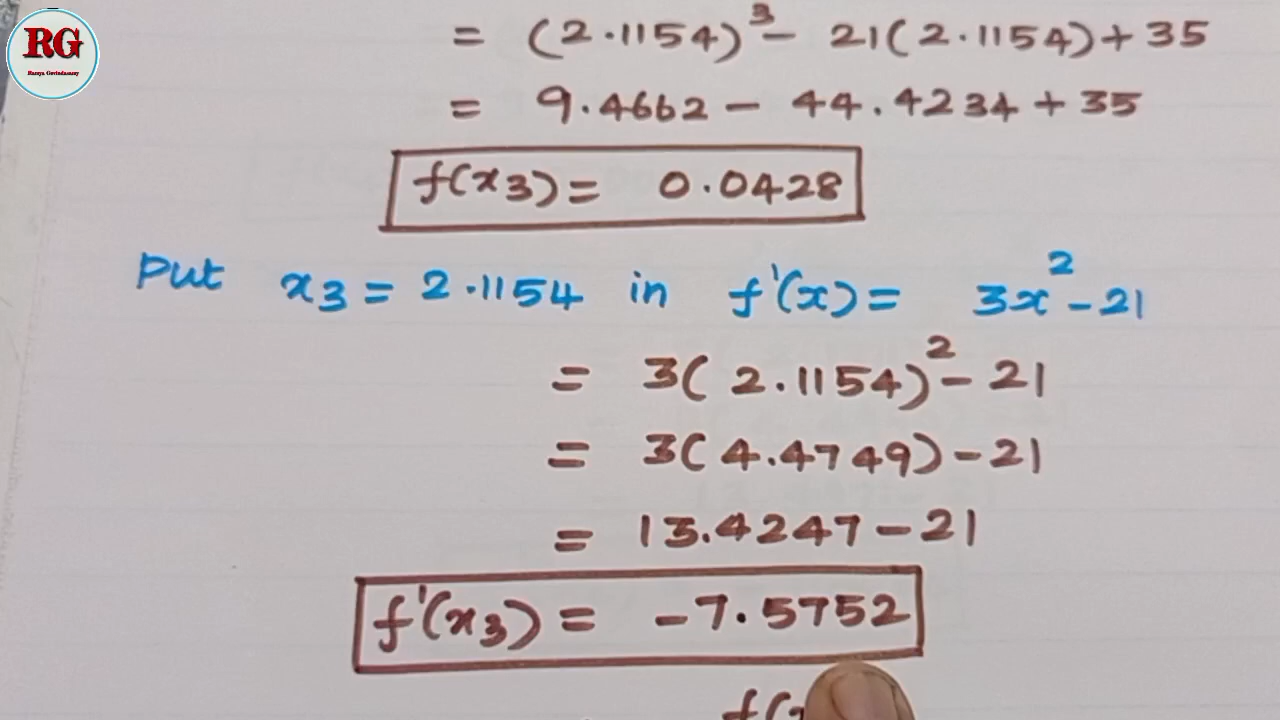 RG
Ramya Govindasamy
= (2.1154)³ - 21(2.1154) + 35
= 9.4662 - 44.4234 + 35
f(x3) = 0.0428
Put x3 = 2.1154 in f'(x) = 3x² - 21
= 3(2.1154)² - 21
= 3(4.4749) - 21
= 13.4247 - 21
f'(x3) = -7.5752